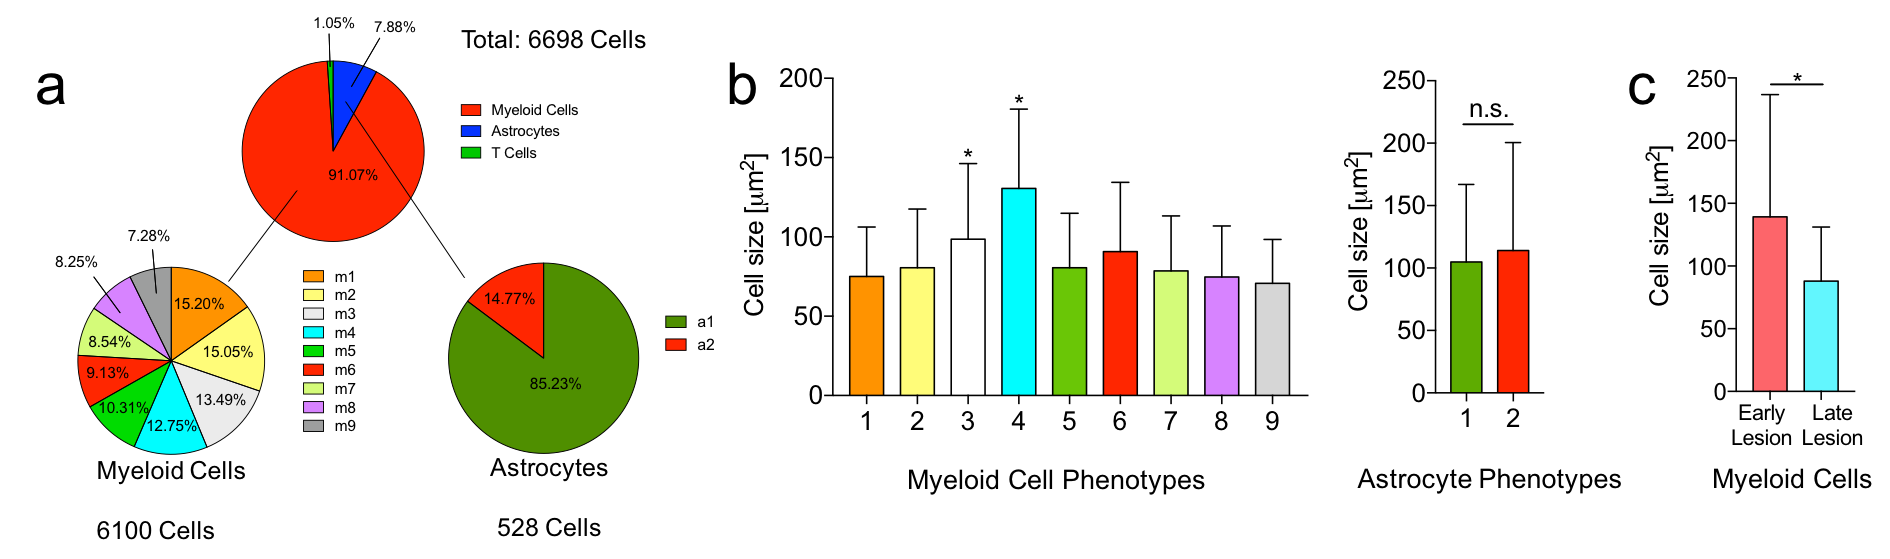 a
1.05%
7.88%
Total: 6698 Cells
Myeloid Cells
Astrocytes
T Cells
91.07%
7.28%
8.25%
15.20%
15.05%
13.49%
12.75%
10.31%
9.13%
8.54%
m1
m2
m3
m4
m5
m6
m7
m8
m9
Myeloid Cells
6100 Cells
14.77%
85.23%
a1
a2
Astrocytes
528 Cells
b
Cell size [μm²]
200
150
100
50
0
*
*
1 2 3 4 5 6 7 8 9
Myeloid Cell Phenotypes
Cell size [μm²]
250
200
150
100
50
0
n.s.
1 2
Astrocyte Phenotypes
c
Cell size [μm²]
250
200
150
100
50
0
*
Early Late
Lesion Lesion
Myeloid Cells